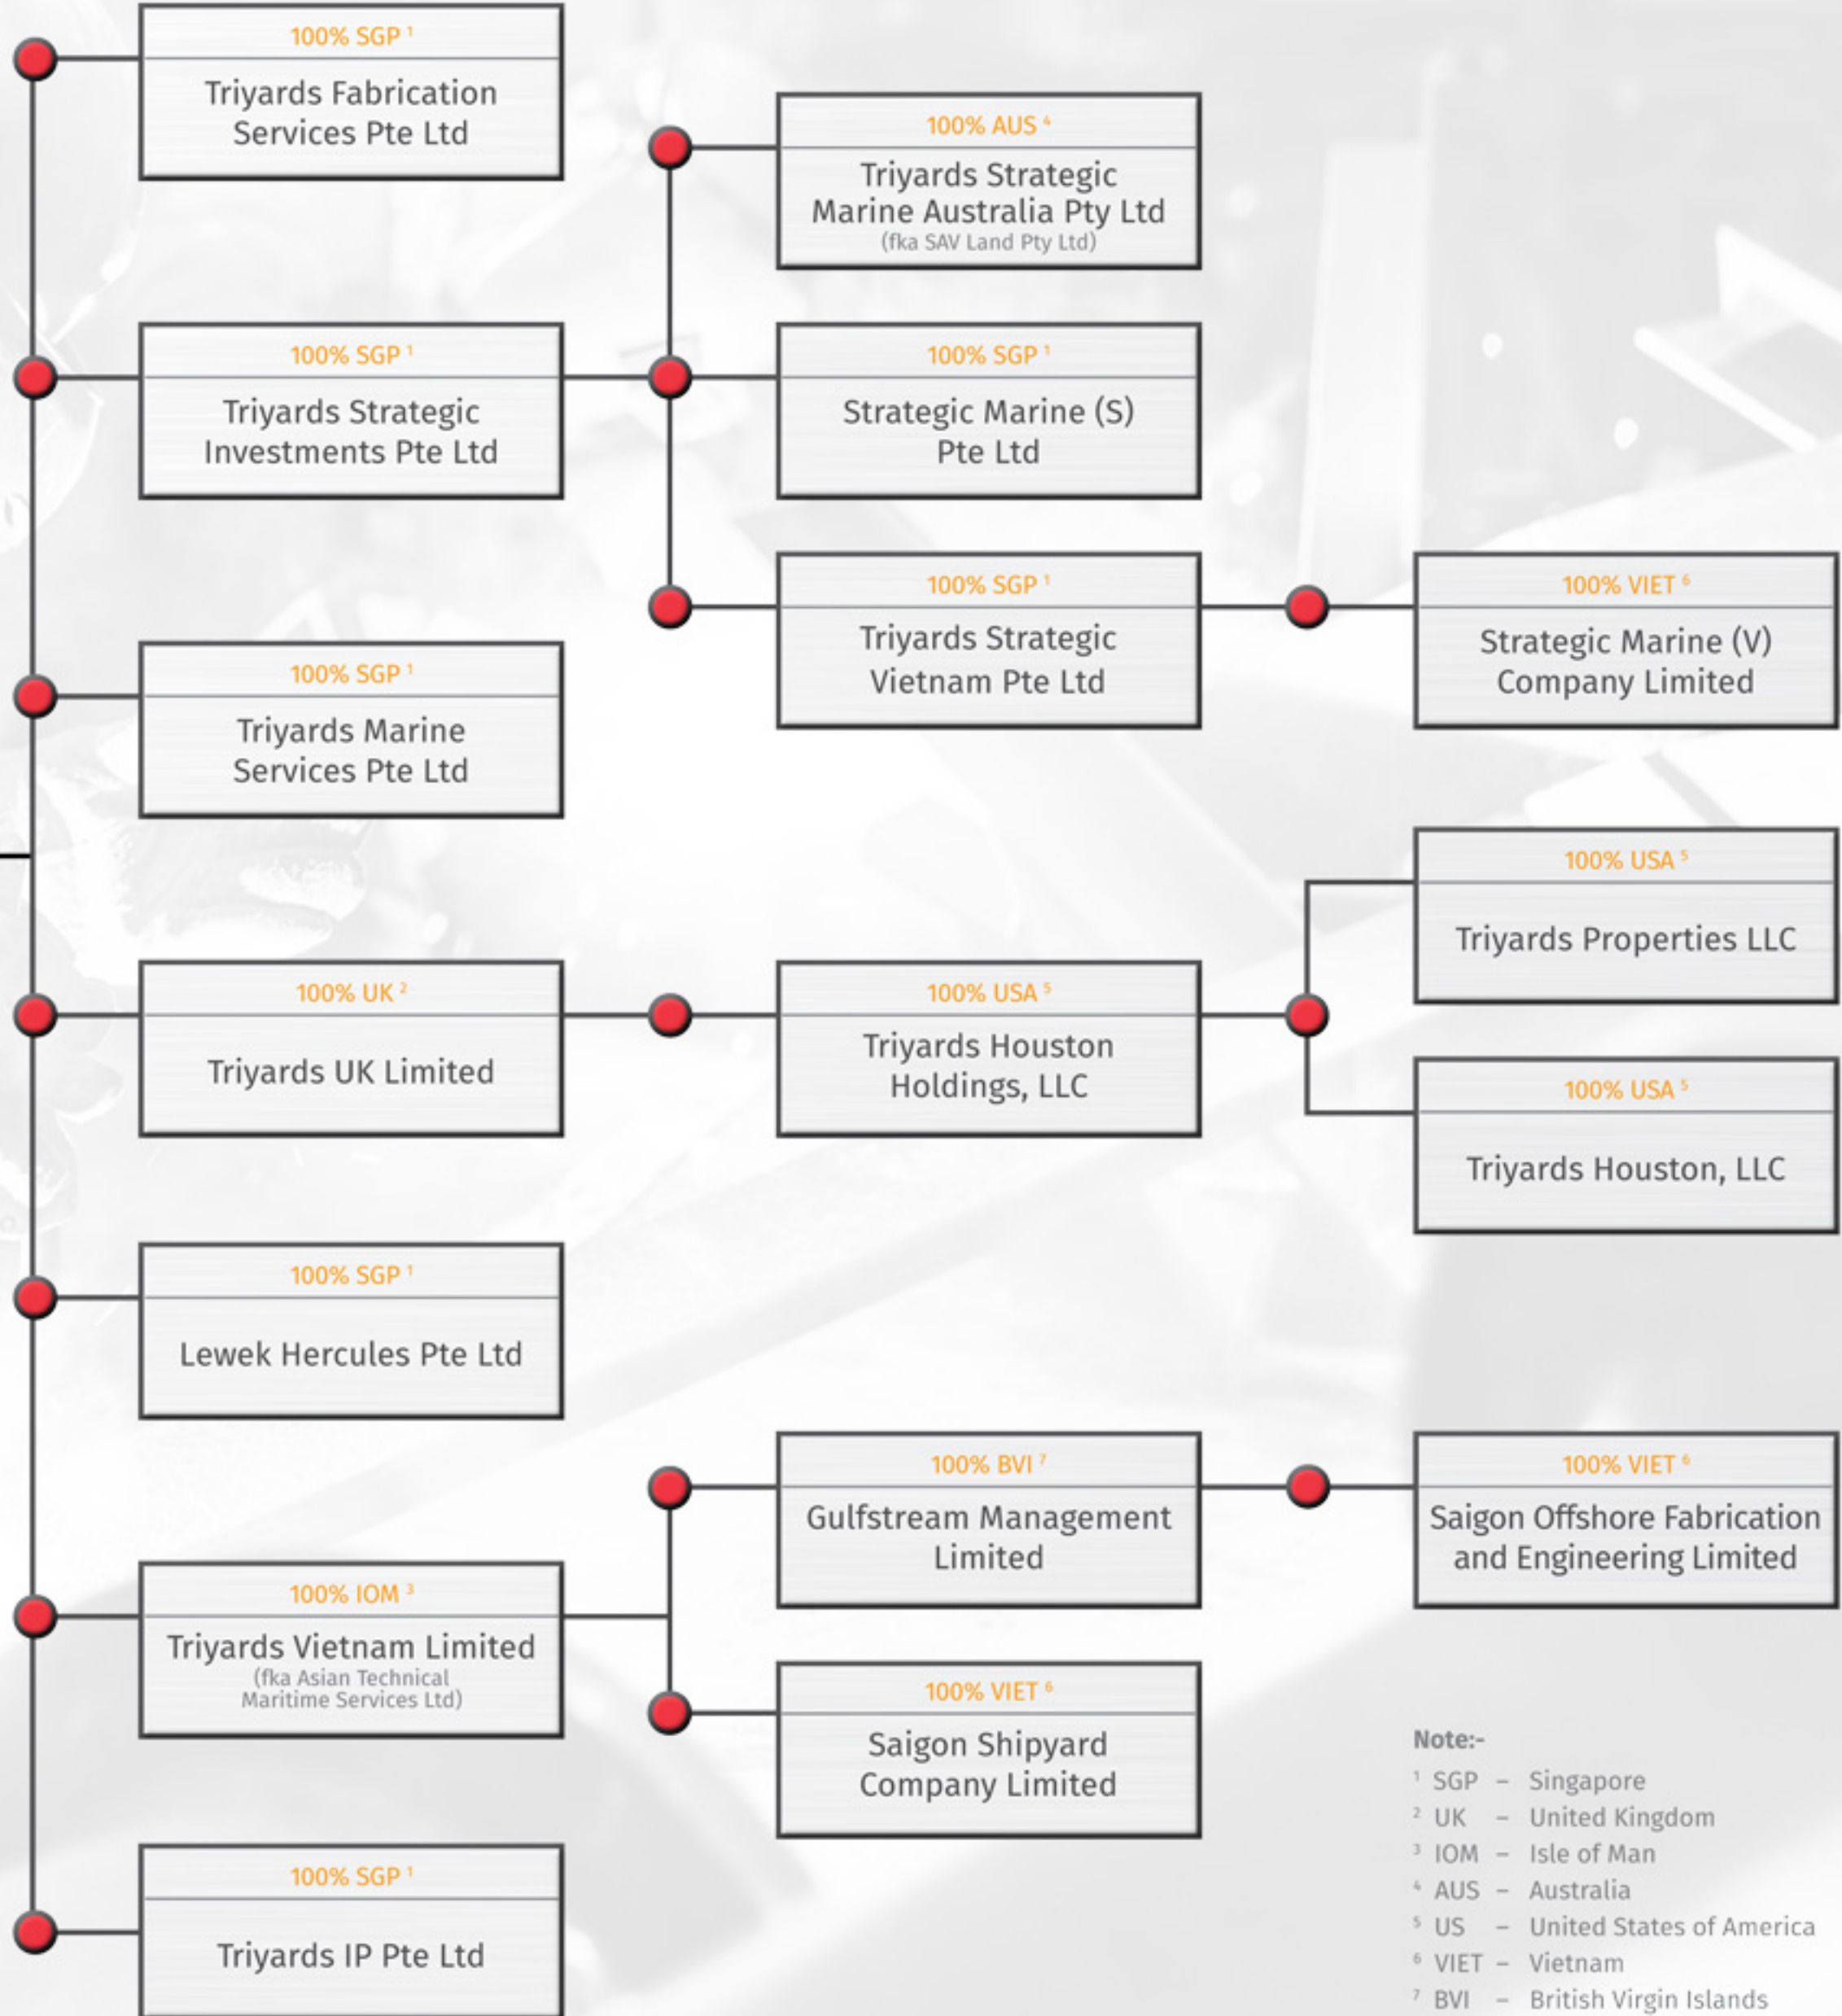 100% SGP ¹
Triyards Fabrication
Services Pte Ltd
100% AUS ⁴
Triyards Strategic
Marine Australia Pty Ltd
(fka SAV Land Pty Ltd)
100% SGP ¹
Triyards Strategic
Investments Pte Ltd
100% SGP ¹
Strategic Marine (S)
Pte Ltd
100% SGP ¹
Triyards Strategic
Vietnam Pte Ltd
100% VIET ⁶
Strategic Marine (V)
Company Limited
100% SGP ¹
Triyards Marine
Services Pte Ltd
100% UK ²
Triyards UK Limited
100% USA ⁵
Triyards Houston
Holdings, LLC
100% USA ⁵
Triyards Properties LLC
100% USA ⁵
Triyards Houston, LLC
100% SGP ¹
Lewek Hercules Pte Ltd
100% IOM ³
Triyards Vietnam Limited
(fka Asian Technical
Maritime Services Ltd)
100% BVI ⁷
Gulfstream Management
Limited
100% VIET ⁶
Saigon Offshore Fabrication
and Engineering Limited
100% VIET ⁶
Saigon Shipyard
Company Limited
100% SGP ¹
Triyards IP Pte Ltd
Note:-
¹ SGP – Singapore
² UK – United Kingdom
³ IOM – Isle of Man
⁴ AUS – Australia
⁵ US – United States of America
⁶ VIET – Vietnam
⁷ BVI – British Virgin Islands